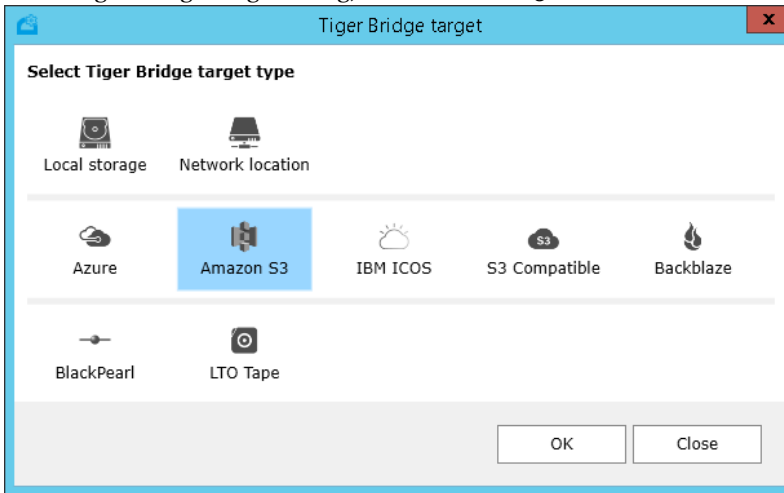 Tiger Bridge target
x
Select Tiger Bridge target type
Local storage Network location
S3
Azure Amazon S3 IBM ICOS S3 Compatible Backblaze
BlackPearl LTO Tape
OK Close